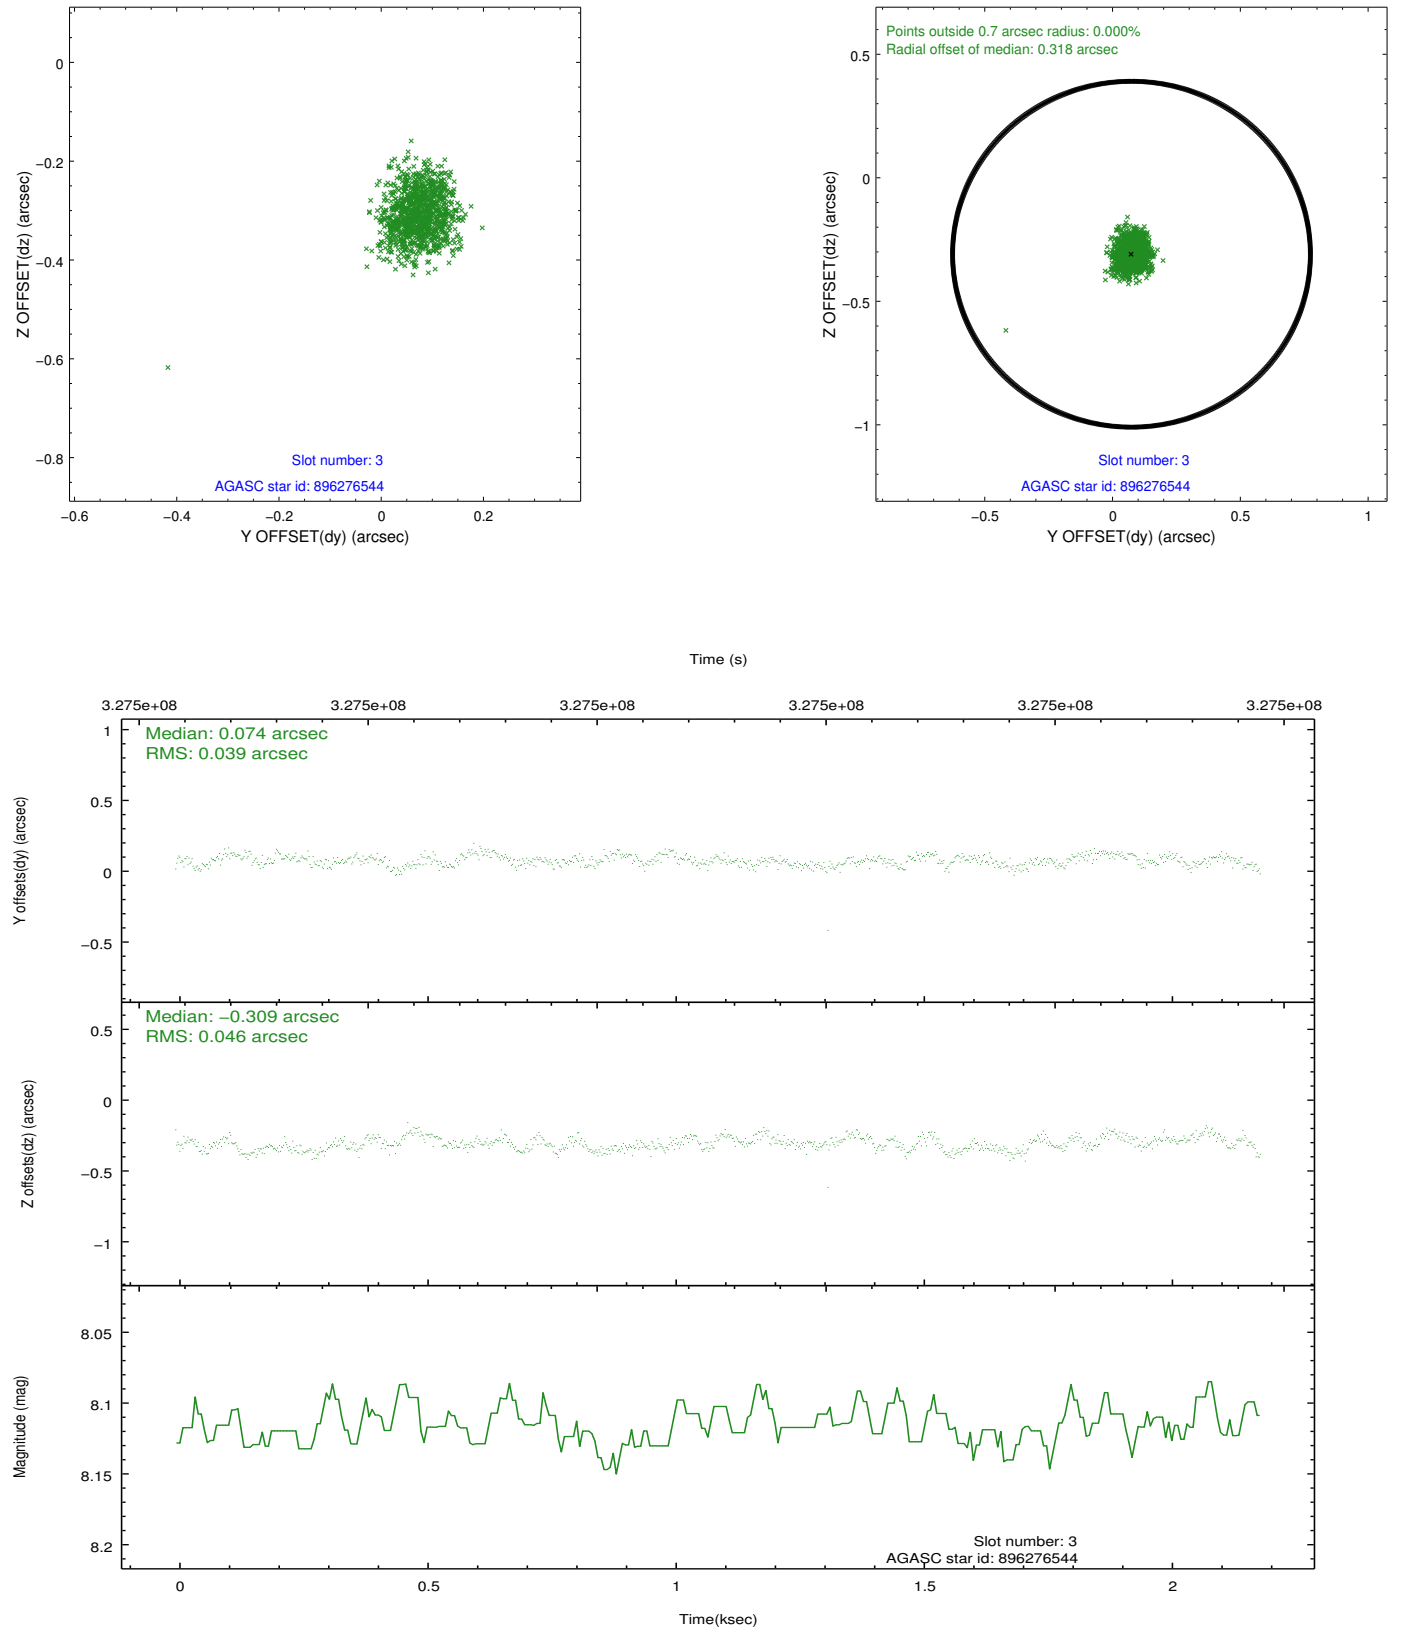 0
−0.2
−0.4
−0.6
−0.8
Z OFFSET(dz) (arcsec)
Slot number: 3
AGASC star id: 896276544
−0.6
−0.4
−0.2
0
0.2
Y OFFSET(dy) (arcsec)
Points outside 0.7 arcsec radius: 0.000%
Radial offset of median: 0.318 arcsec
0.5
0
−0.5
−1
Z OFFSET(dz) (arcsec)
Slot number: 3
AGASC star id: 896276544
−0.5
0
0.5
1
Y OFFSET(dy) (arcsec)
Time (s)
3.275e+08
3.275e+08
3.275e+08
3.275e+08
3.275e+08
3.275e+08
Median: 0.074 arcsec
RMS: 0.039 arcsec
1
0.5
0
−0.5
Y offsets(dy) (arcsec)
Median: −0.309 arcsec
RMS: 0.046 arcsec
0.5
0
−0.5
−1
Z offsets(dz) (arcsec)
8.05
8.1
8.15
8.2
Magnitude (mag)
Slot number: 3
AGASC star id: 896276544
0
0.5
1
1.5
2
Time(ksec)